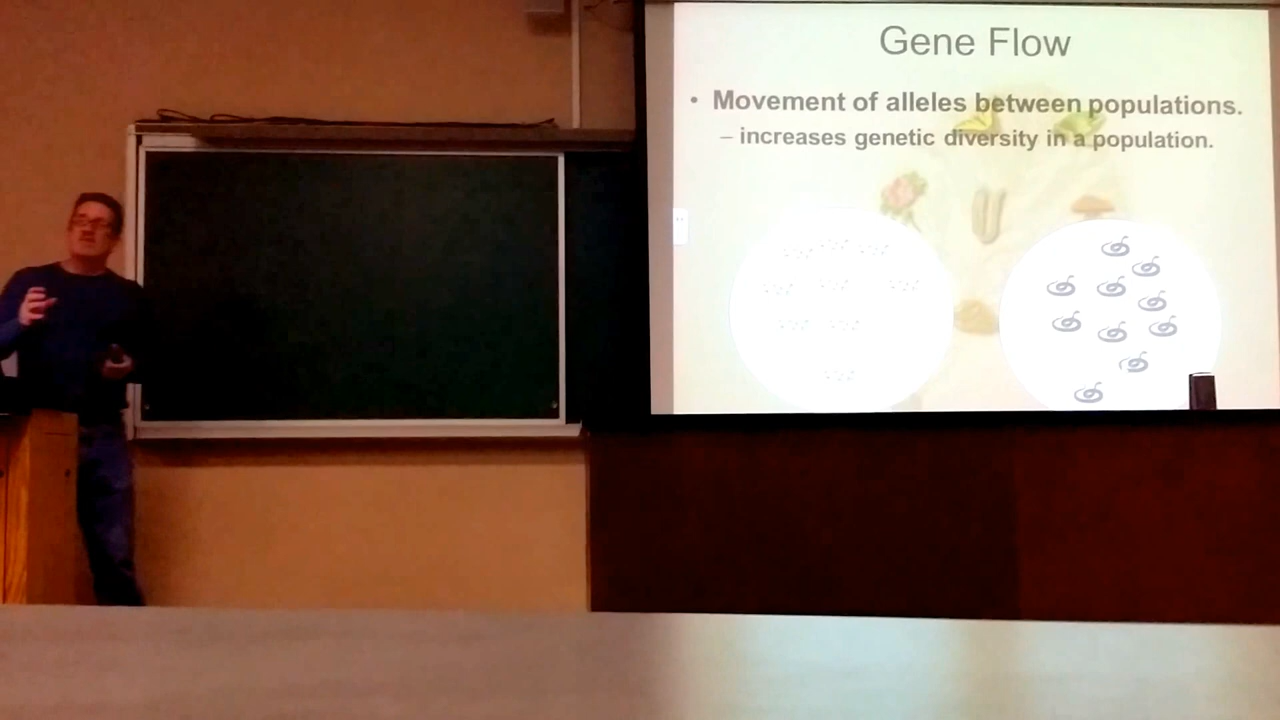 Gene Flow
• Movement of alleles between populations.
– increases genetic diversity in a population.